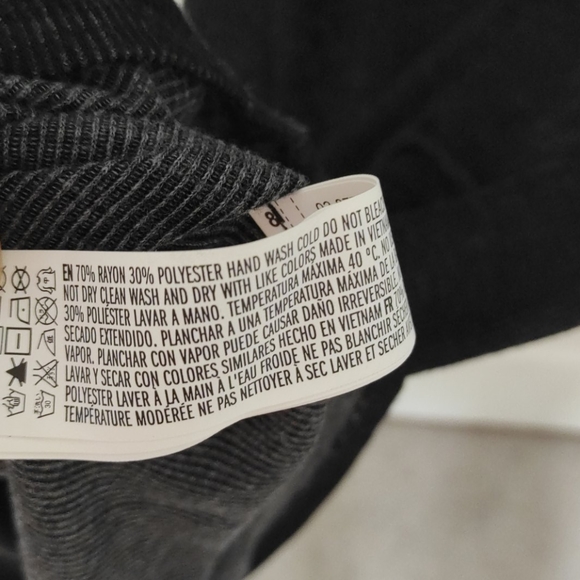 EN 70% RAYON 30% POLYESTER HAND WASH COLD DO NOT BLEACH
NOT DRY CLEAN WASH AND DRY WITH LIKE COLORS MADE IN VIETNAM
30% POLIÉSTER LAVAR A MANO. TEMPERATURA MÁXIMA 40 °C. NO
SECADO EXTENDIDO. PLANCHAR A UNA TEMPERATURA MÁXIMA DE
VAPOR. PLANCHAR CON VAPOR PUEDE CAUSAR DAÑO IRREVERSIBLE.
LAVAR Y SECAR CON COLORES SIMILARES HECHO EN VIETNAM FR 70%
POLYESTER LAVER À LA MAIN À L'EAU FROIDE NE PAS BLANCHIR
TEMPÉRATURE MODÉRÉE NE PAS NETTOYER À SEC LAVER ET SÉCHER